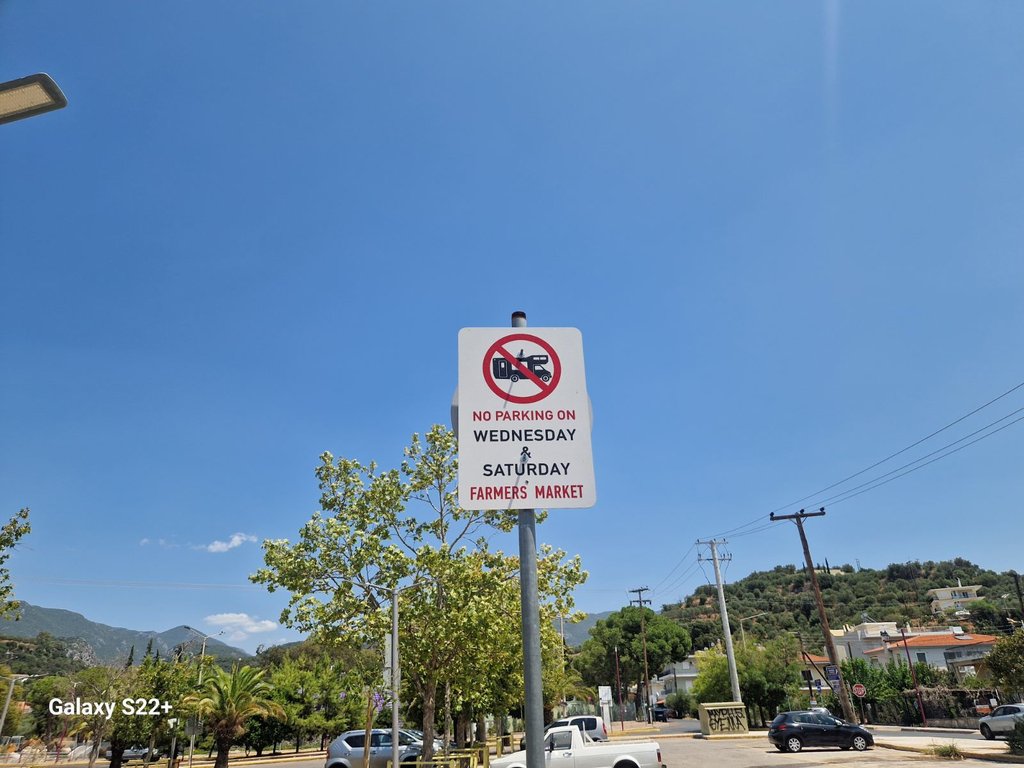 NO PARKING ON
WEDNESDAY
&
SATURDAY
FARMERS MARKET
Galaxy S22+